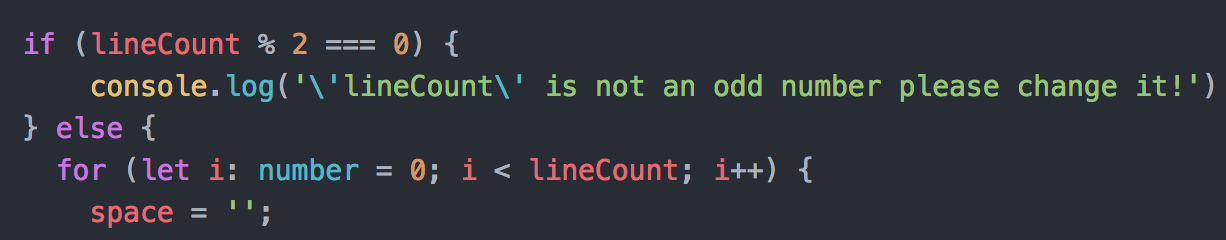 if (lineCount % 2 === 0) {
    console.log('\'lineCount\' is not an odd number please change it!')
} else {
  for (let i: number = 0; i < lineCount; i++) {
    space = '';